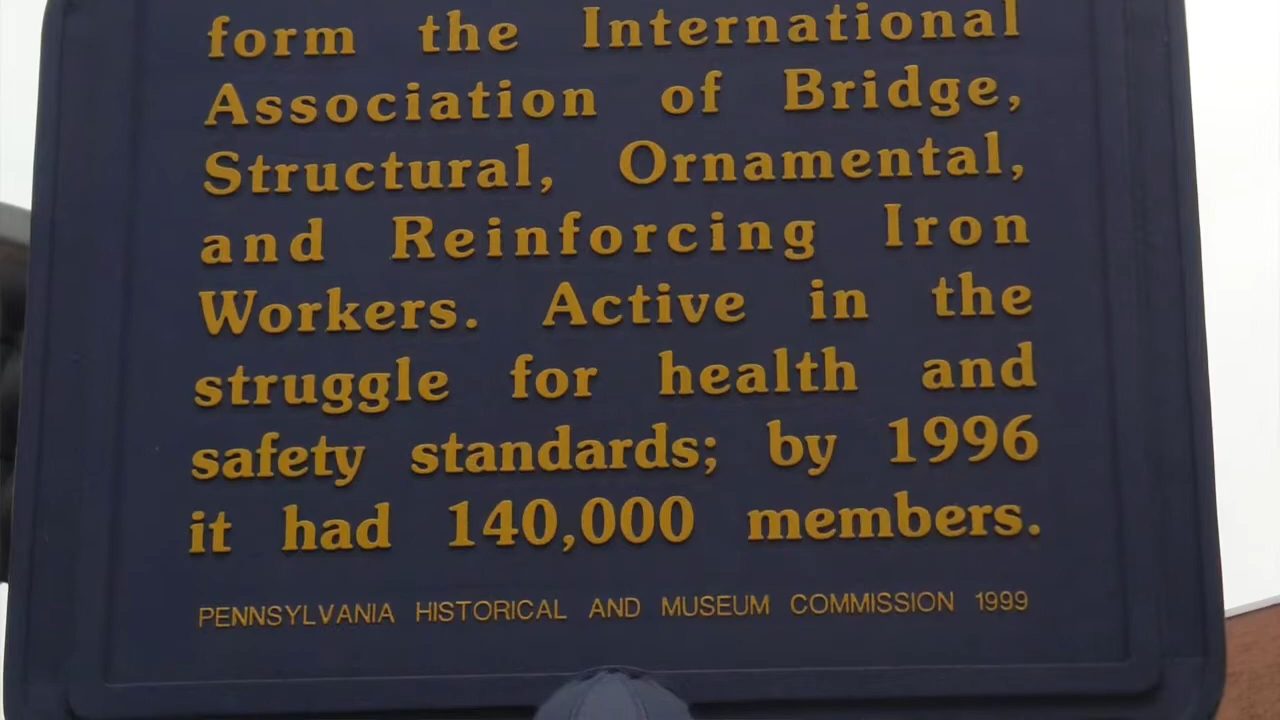 form the International
Association of Bridge,
Structural, Ornamental,
and Reinforcing Iron
Workers. Active in the
struggle for health and
safety standards; by 1996
it had 140,000 members.
PENNSYLVANIA HISTORICAL AND MUSEUM COMMISSION 1999